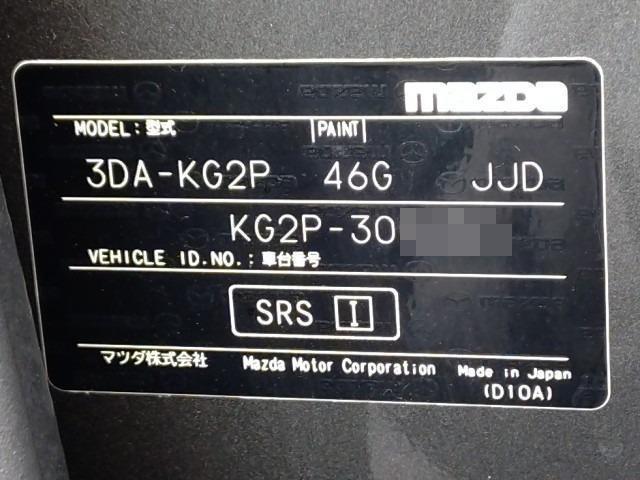 mazda
MODEL:型式 PAINT
3DA-KG2P 46G JJD
KG2P-30
VEHICLE ID.NO.:車台番号
SRS I
マツダ株式会社 Mazda Motor Corporation Made in Japan
(D10A)